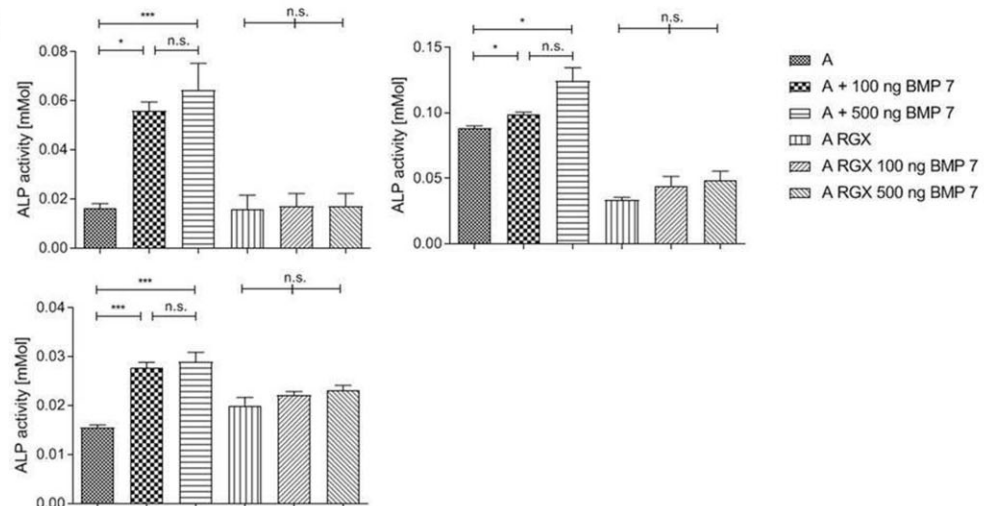 ***
n.s.
*
n.s.
0.08
0.06
0.04
0.02
0.00
ALP activity [mMol]
*
n.s.
*
n.s.
0.15
0.10
0.05
0.00
ALP activity [mMol]
A
A + 100 ng BMP 7
A + 500 ng BMP 7
A RGX
A RGX 100 ng BMP 7
A RGX 500 ng BMP 7
***
n.s.
***
n.s.
0.04
0.03
0.02
0.01
0.00
ALP activity [mMol]